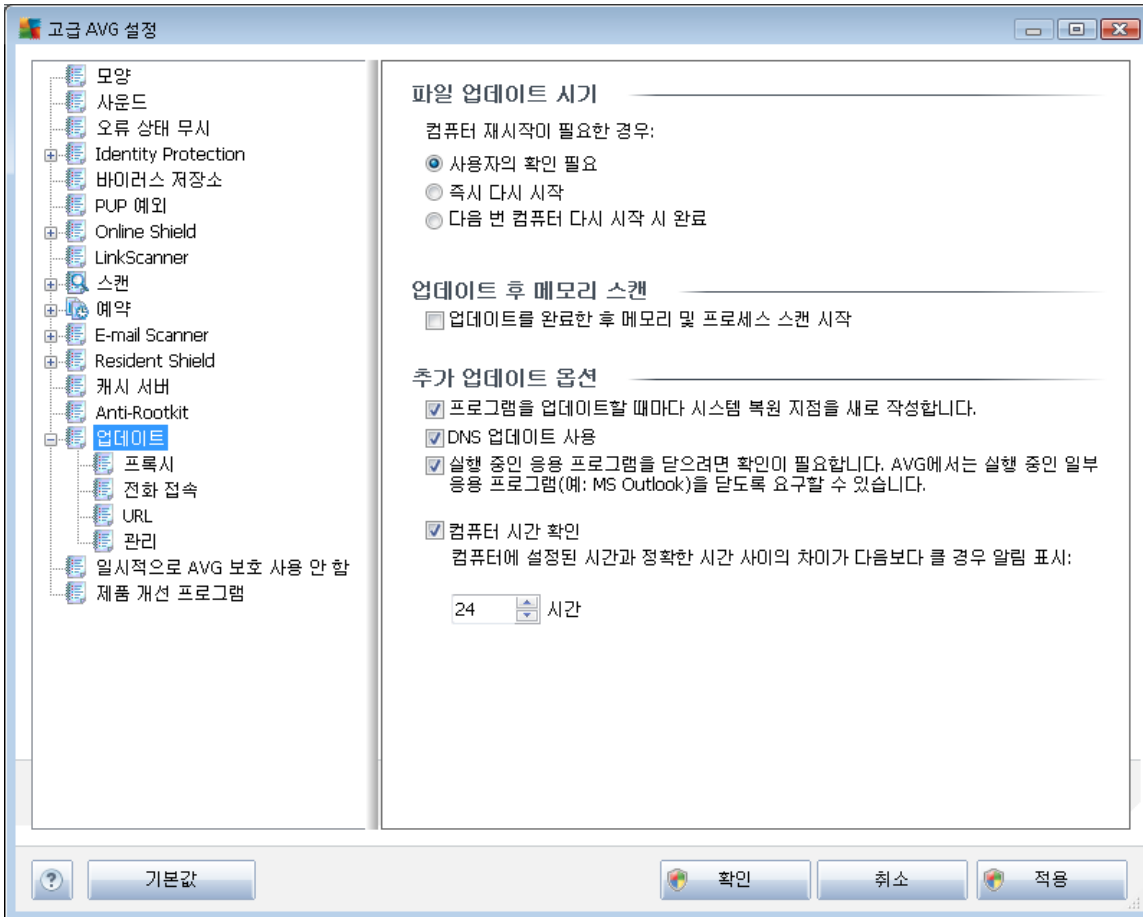 고급 AVG 설정
모양
사운드
오류 상태 무시
Identity Protection
바이러스 저장소
PUP 예외
Online Shield
LinkScanner
스캔
예약
E-mail Scanner
Resident Shield
캐시 서버
Anti-Rootkit
업데이트
프록시
전화 접속
URL
관리
일시적으로 AVG 보호 사용 안 함
제품 개선 프로그램
파일 업데이트 시기
컴퓨터 재시작이 필요한 경우:
사용자의 확인 필요
즉시 다시 시작
다음 번 컴퓨터 다시 시작 시 완료
업데이트 후 메모리 스캔
업데이트를 완료한 후 메모리 및 프로세스 스캔 시작
추가 업데이트 옵션
프로그램을 업데이트할 때마다 시스템 복원 지점을 새로 작성합니다.
DNS 업데이트 사용
실행 중인 응용 프로그램을 닫으려면 확인이 필요합니다. AVG에서는 실행 중인 일부
응용 프로그램(예: MS Outlook)을 닫도록 요구할 수 있습니다.
컴퓨터 시간 확인
컴퓨터에 설정된 시간과 정확한 시간 사이의 차이가 다음보다 클 경우 알림 표시:
24 시간
? 기본값 확인 취소 적용